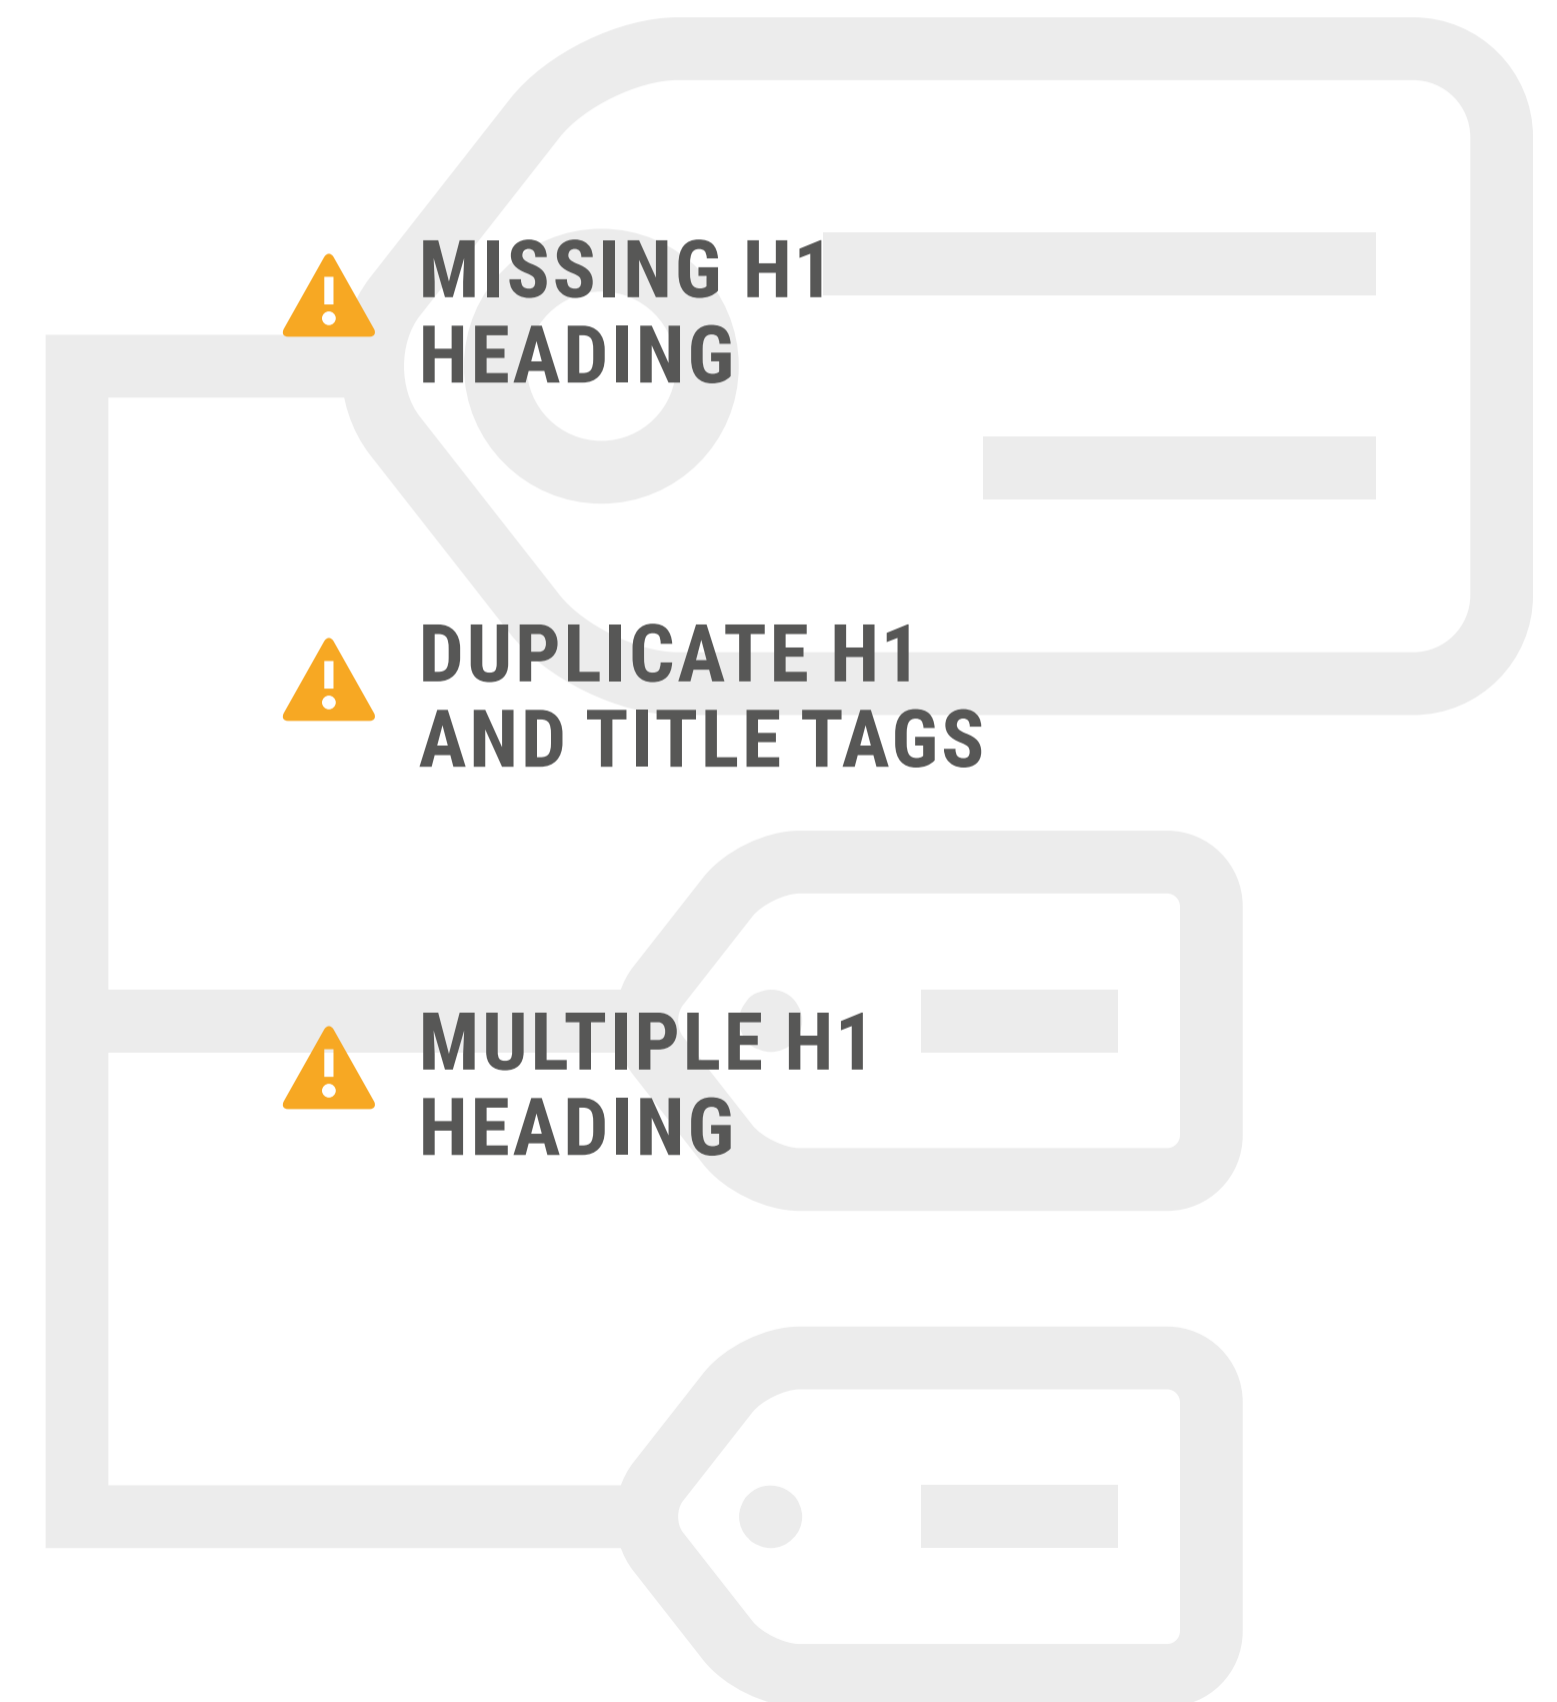 MISSING H1
HEADING
DUPLICATE H1
AND TITLE TAGS
MULTIPLE H1
HEADING